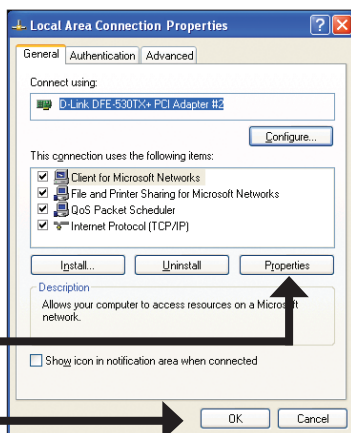 Local Area Connection Properties
General Authentication Advanced
Connect using:
D-Link DFE-530TX+ PCI Adapter #2
Configure...
This connection uses the following items:
Client for Microsoft Networks
File and Printer Sharing for Microsoft Networks
QoS Packet Scheduler
Internet Protocol (TCP/IP)
Install... Uninstall Properties
Description
Allows your computer to access resources on a Microsoft
network.
Show icon in notification area when connected
OK Cancel